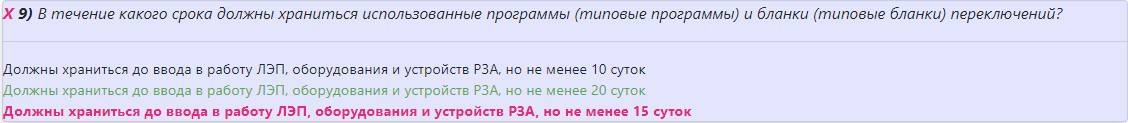 X 9) В течение какого срока должны храниться использованные программы (типовые программы) и бланки (типовые бланки) переключений?
Должны храниться до ввода в работу ЛЭП, оборудования и устройств РЗА, но не менее 10 суток
Должны храниться до ввода в работу ЛЭП, оборудования и устройств РЗА, но не менее 20 суток
Должны храниться до ввода в работу ЛЭП, оборудования и устройств РЗА, но не менее 15 суток